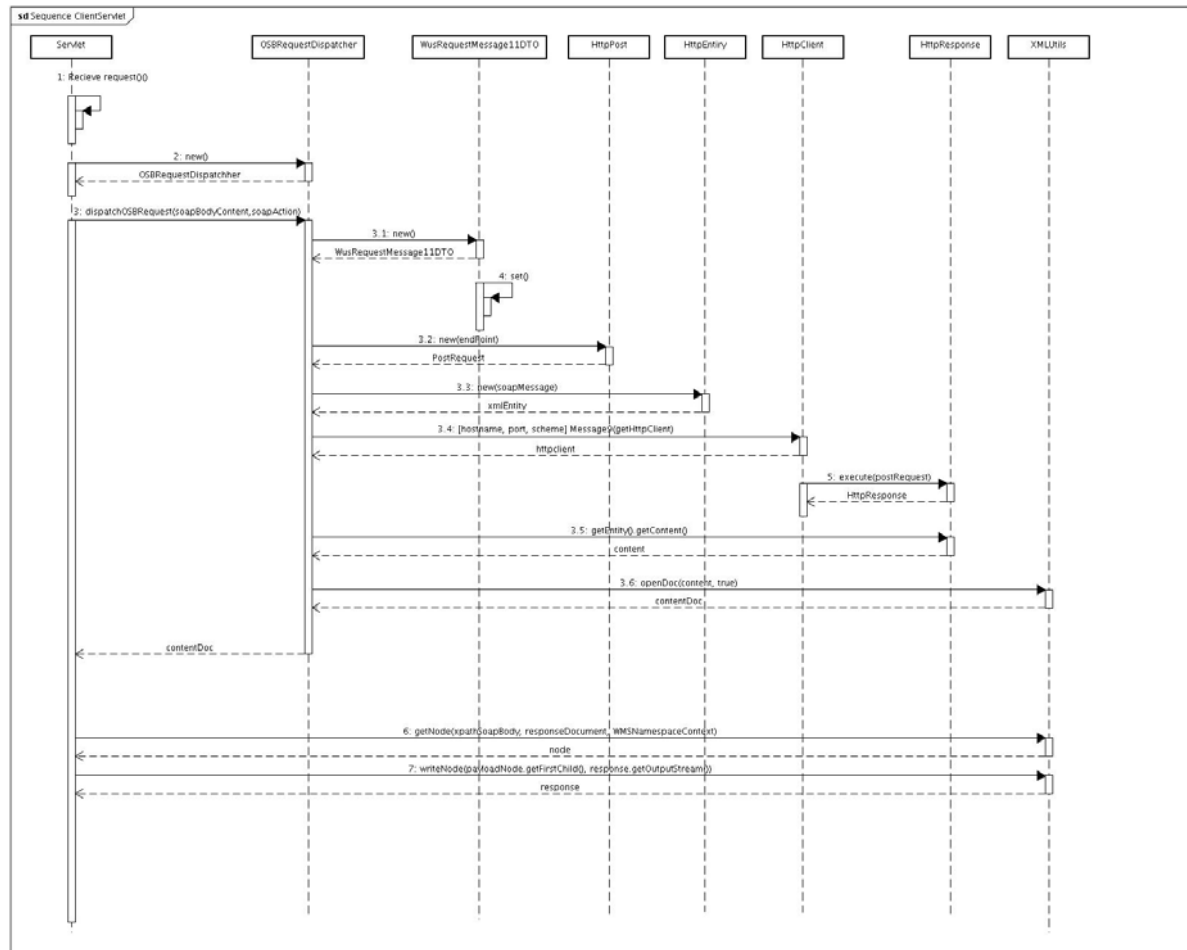 sd Sequence ClientServlet
Servlet
OSBRequestDispatcher
WusRequestMessage11DTO
HttpPost
HttpEntiry
HttpClient
HttpResponse
XMLUtils
1: Recieve request()()
2: new()
OSBRequestDispatchher
3: dispatchOSBRequest(soapBodyContent,soapAction)
3.1: new()
WusRequestMessage11DTO
4: set()
3.2: new(endPoint)
PostRequest
3.3: new(soapMessage)
xmlEntity
3.4: [hostname, port, scheme] Message9(getHttpClient)
httpclient
5: execute(postRequest)
HttpResponse
3.5: getEntity().getContent()
content
3.6: openDoc(content, true)
contentDoc
contentDoc
6: getNode(xpathSoapBody, responseDocument, WMSNamespaceContext)
node
7: writeNode(payloadNode.getFirstChild(), response.getOutputStream())
response